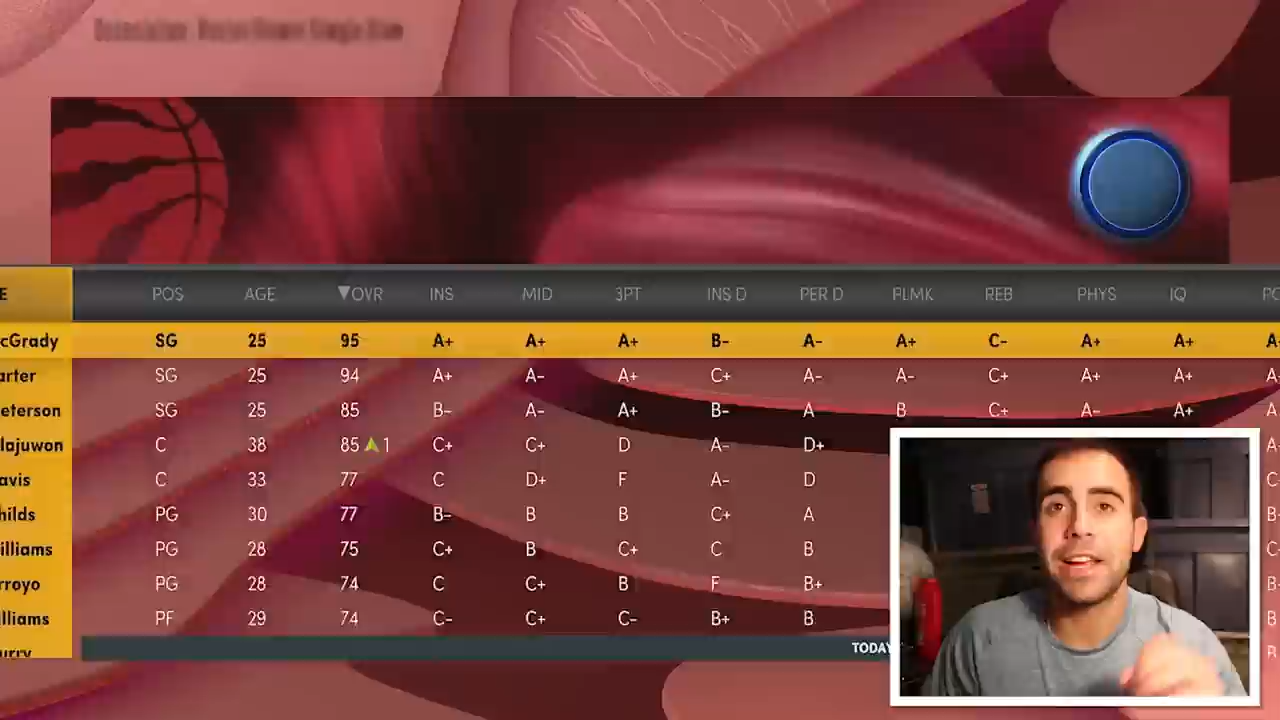 E POS AGE ▼OVR INS MID 3PT INS D PER D PLMK REB PHYS IQ
cGrady SG 25 95 A+ A+ A+ B- A- A+ C- A+ A+ A-
arter SG 25 94 A+ A- A+ C+ A- A- C+ A+ A+ A-
eterson SG 25 85 B- A- A+ B- A B C+ A- A+ A
lajuwon C 38 85 ▲1 C+ C+ D A- D+ A-
avis C 33 77 C D+ F A- D C-
hilds PG 30 77 B- B B C+ A B-
illiams PG 28 75 C+ B C+ C B C-
rroyo PG 28 74 C C+ B F B+ B-
lliams PF 29 74 C- C+ C- B+ B B
urry
TODAY